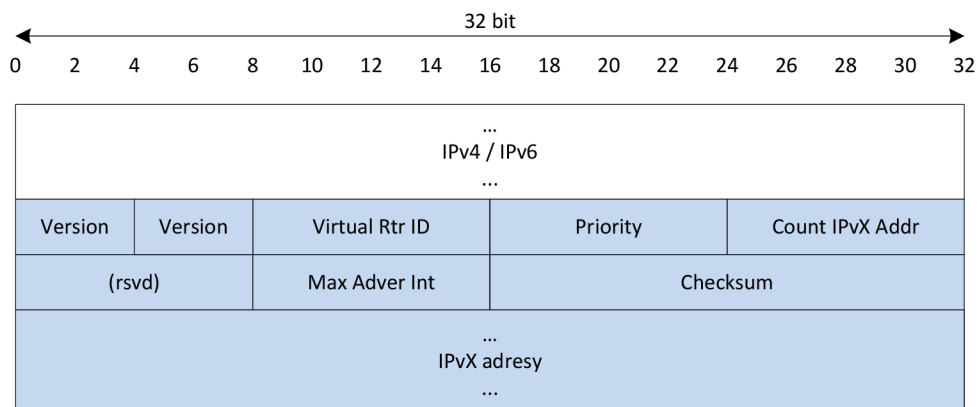 32 bit
0 2 4 6 8 10 12 14 16 18 20 22 24 26 28 30 32
...
IPv4 / IPv6
...
Version Version Virtual Rtr ID Priority Count IPvX Addr
(rsvd) Max Adver Int Checksum
...
IPvX adresy
...